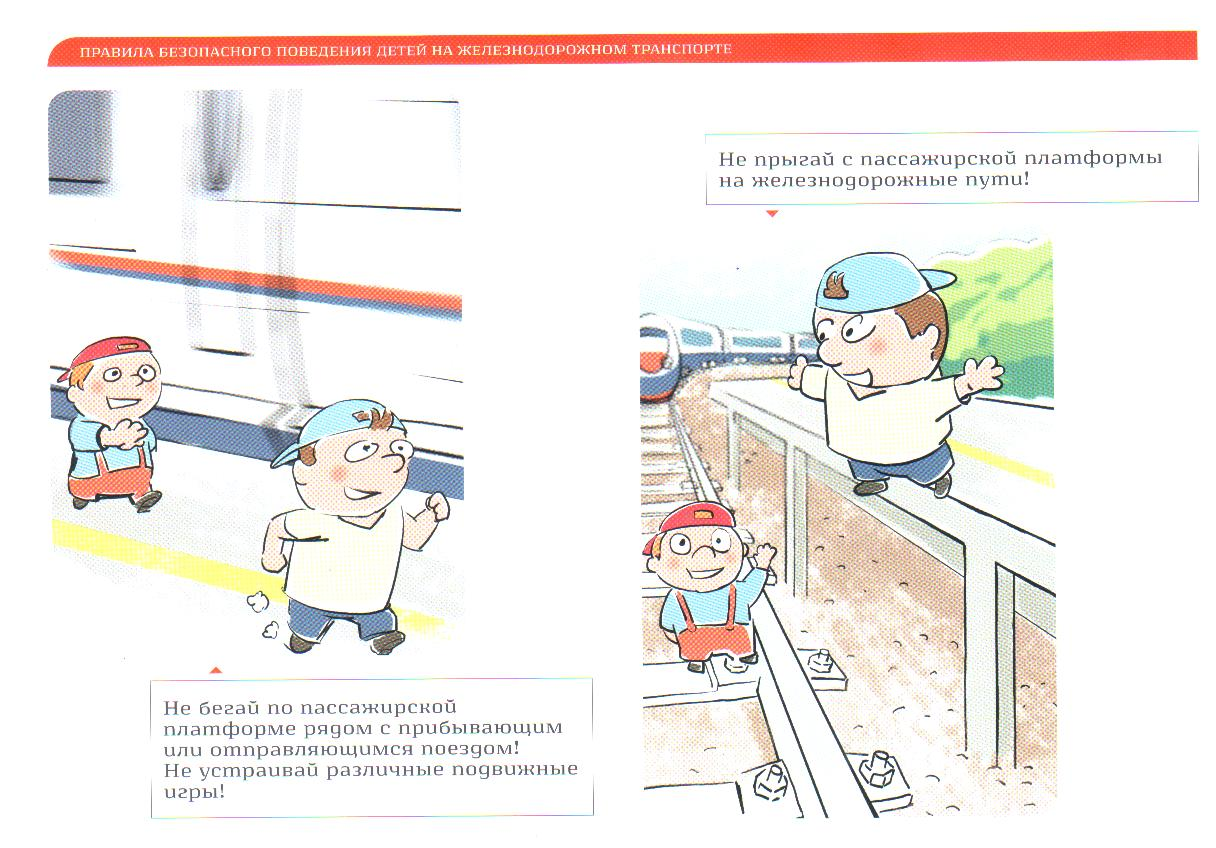 ПРАВИЛА БЕЗОПАСНОГО ПОВЕДЕНИЯ ДЕТЕЙ НА ЖЕЛЕЗНОДОРОЖНОМ ТРАНСПОРТЕ
Не прыгай с пассажирской платформы
на железнодорожные пути!
Не бегай по пассажирской
платформе рядом с прибывающим
или отправляющимся поездом!
Не устраивай различные подвижные
игры!